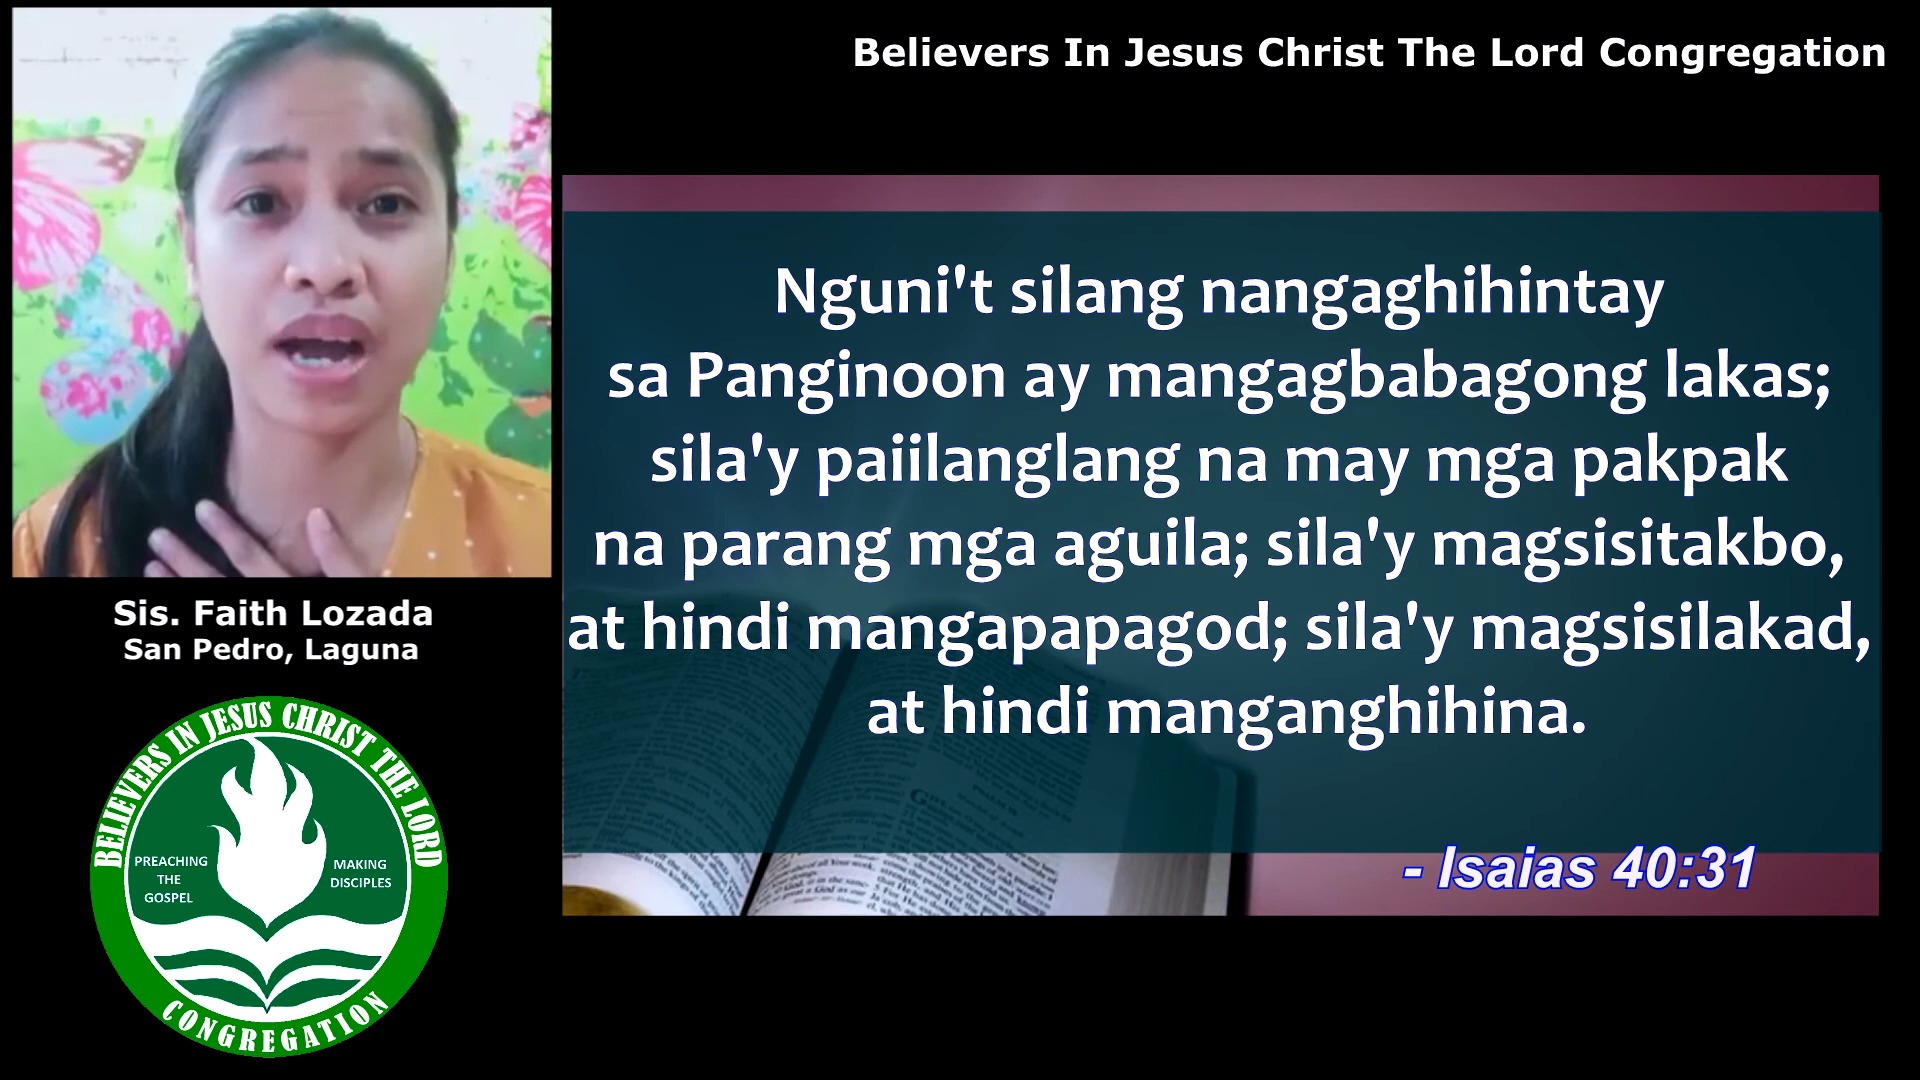 Believers In Jesus Christ The Lord Congregation
Nguni't silang nangaghihintay
sa Panginoon ay mangagbabagong lakas;
sila'y paiilanglang na may mga pakpak
na parang mga aguila; sila'y magsisitakbo,
at hindi mangapapagod; sila'y magsisilakad,
at hindi manganghihina.
- Isaias 40:31
Sis. Faith Lozada
San Pedro, Laguna
BELIEVERS IN JESUS CHRIST THE LORD
PREACHING
THE
GOSPEL
MAKING
DISCIPLES
CONGREGATION